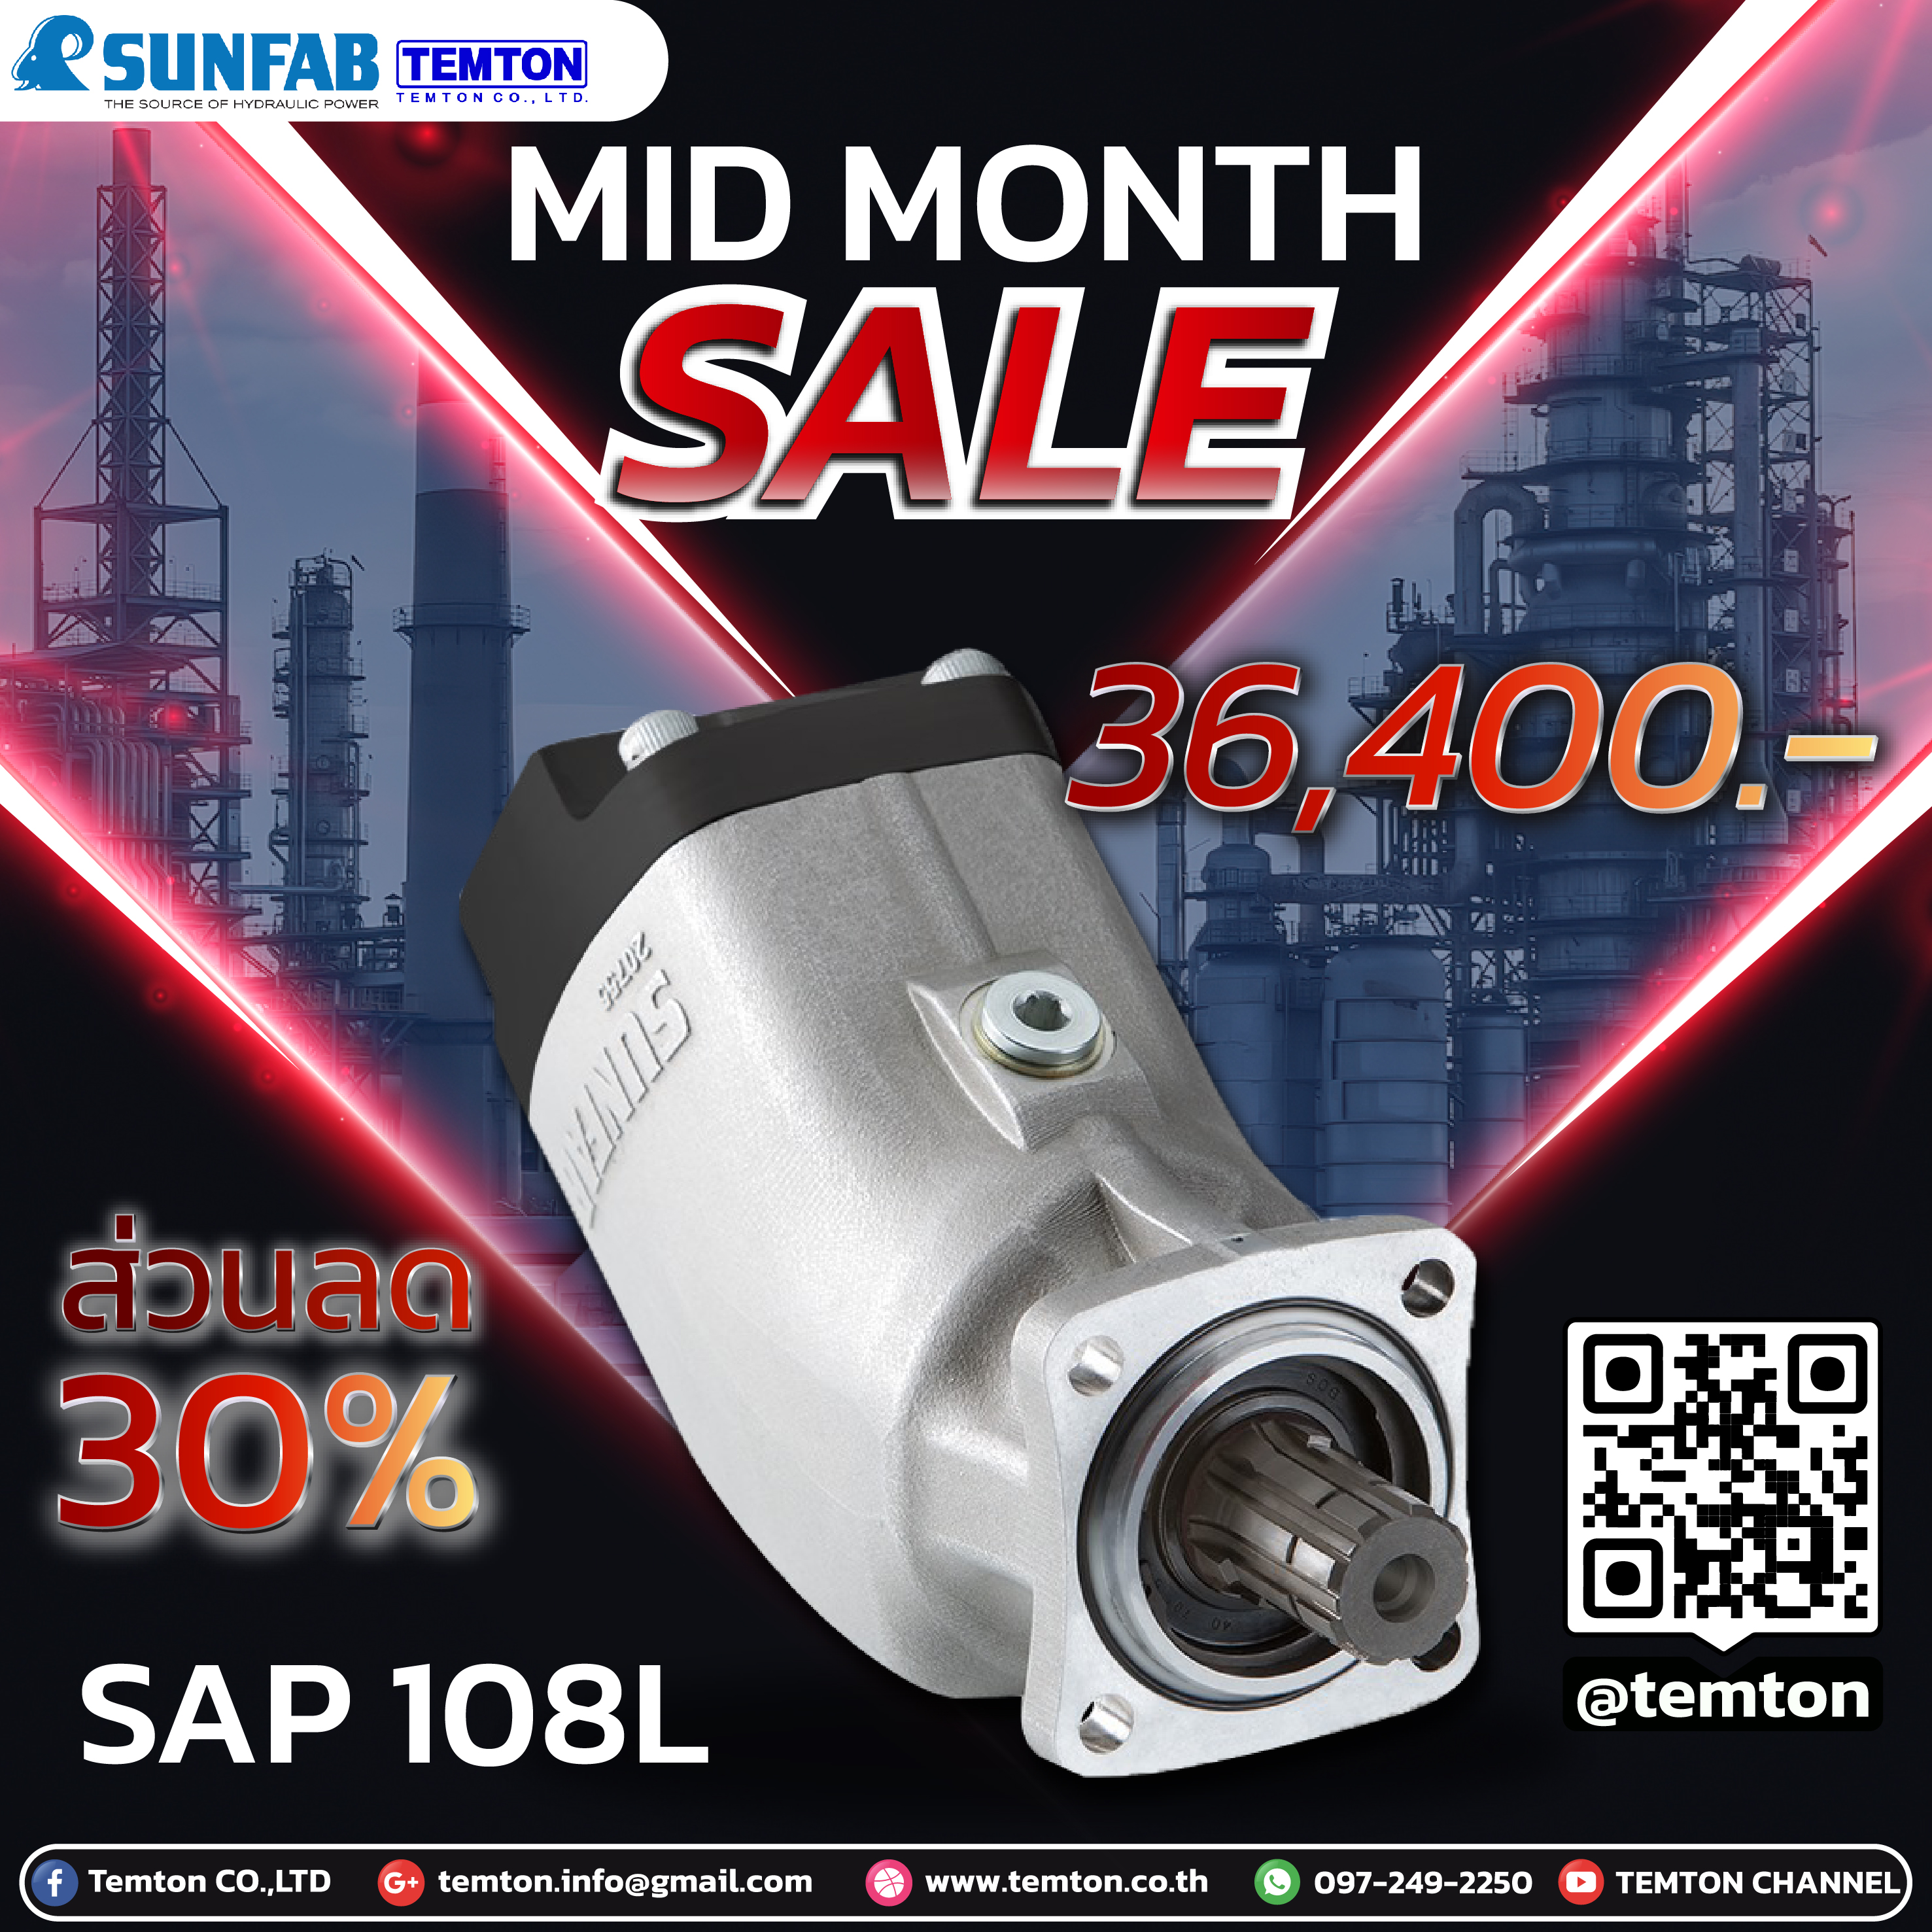 SUNFAB
THE SOURCE OF HYDRAULIC POWER
TEMTON
TEMTON CO., LTD.
MID MONTH
SALE
36,400.-
207555
SUNFAB
ส่วนลด
30%
SAP 108L
@temton
Temton CO.,LTD
G+ temton.info@gmail.com
www.temton.co.th
097-249-2250
TEMTON CHANNEL